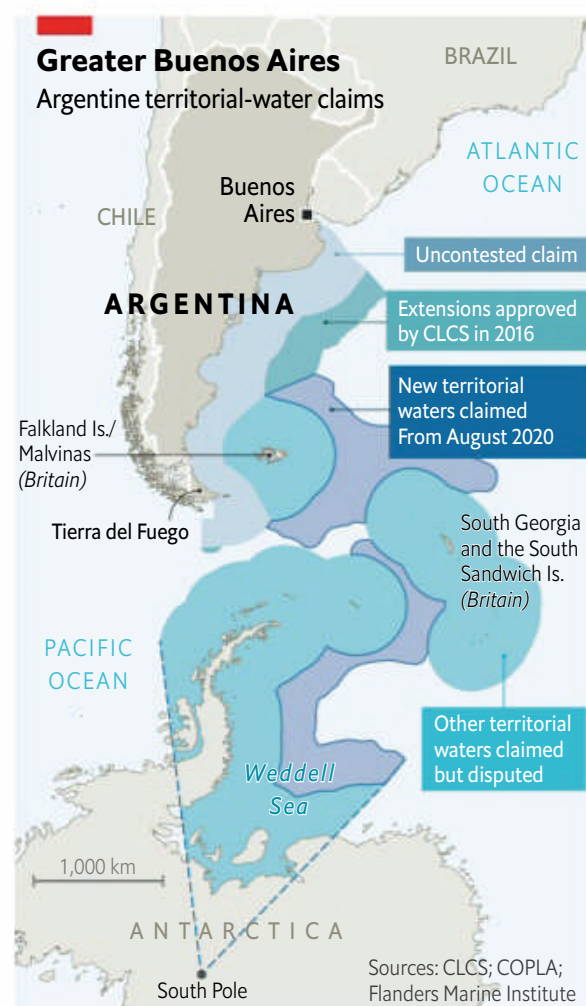 Greater Buenos Aires
Argentine territorial-water claims
BRAZIL
ATLANTIC
OCEAN
Buenos
Aires
CHILE
Uncontested claim
ARGENTINA
Extensions approved
by CLCS in 2016
New territorial
waters claimed
From August 2020
Falkland Is./
Malvinas
(Britain)
Tierra del Fuego
South Georgia
and the South
Sandwich Is.
(Britain)
PACIFIC
OCEAN
Other territorial
waters claimed
but disputed
Weddell
Sea
1,000 km
ANTARCTICA
South Pole
Sources: CLCS; COPLA;
Flanders Marine Institute